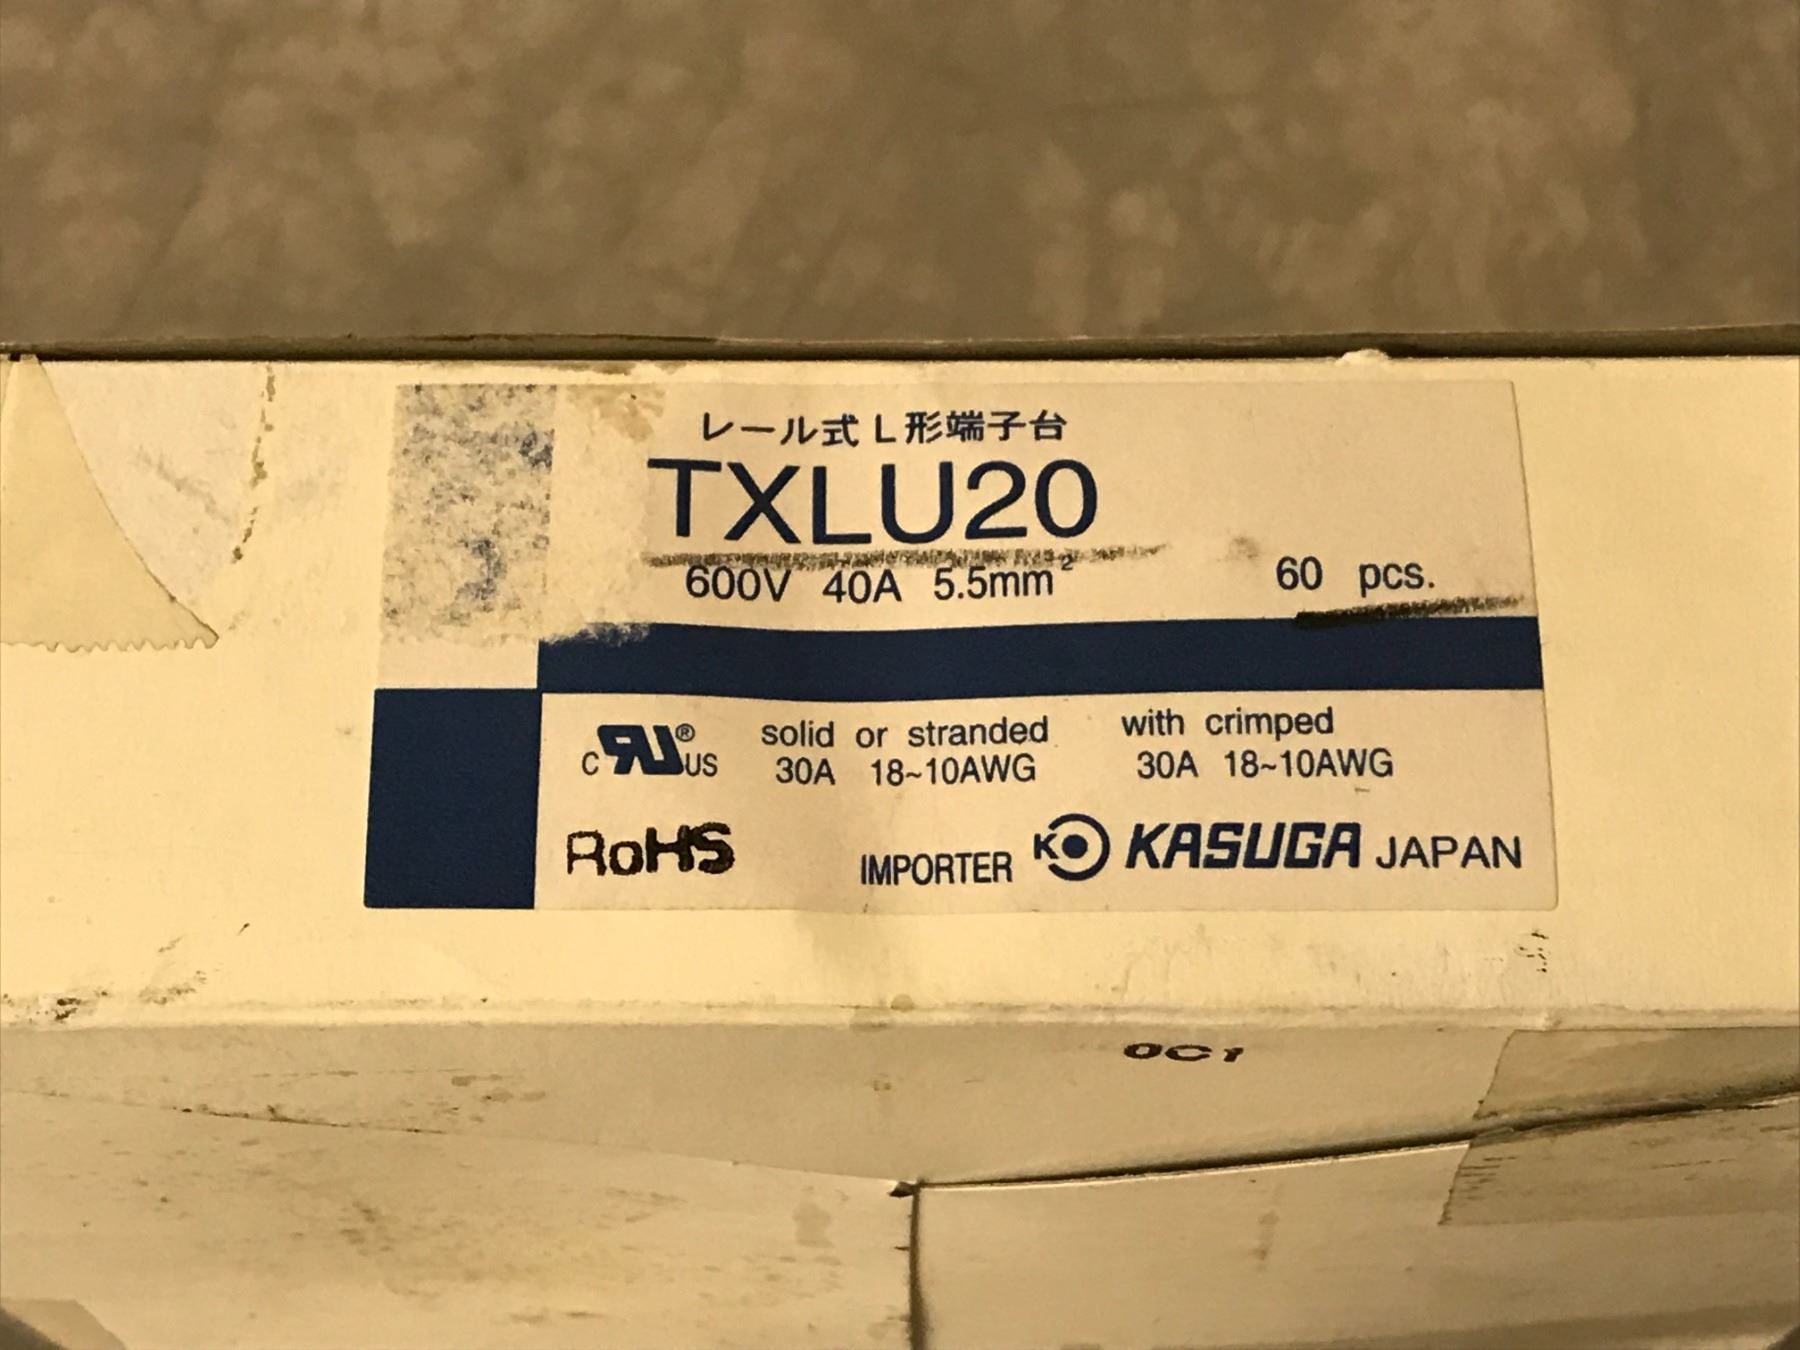 レール式L形端子台
TXLU20
600V 40A 5.5mm²
60 pcs.
C RU® US
solid or stranded
30A 18~10AWG
with crimped
30A 18~10AWG
RoHS
IMPORTER K KASUGA JAPAN